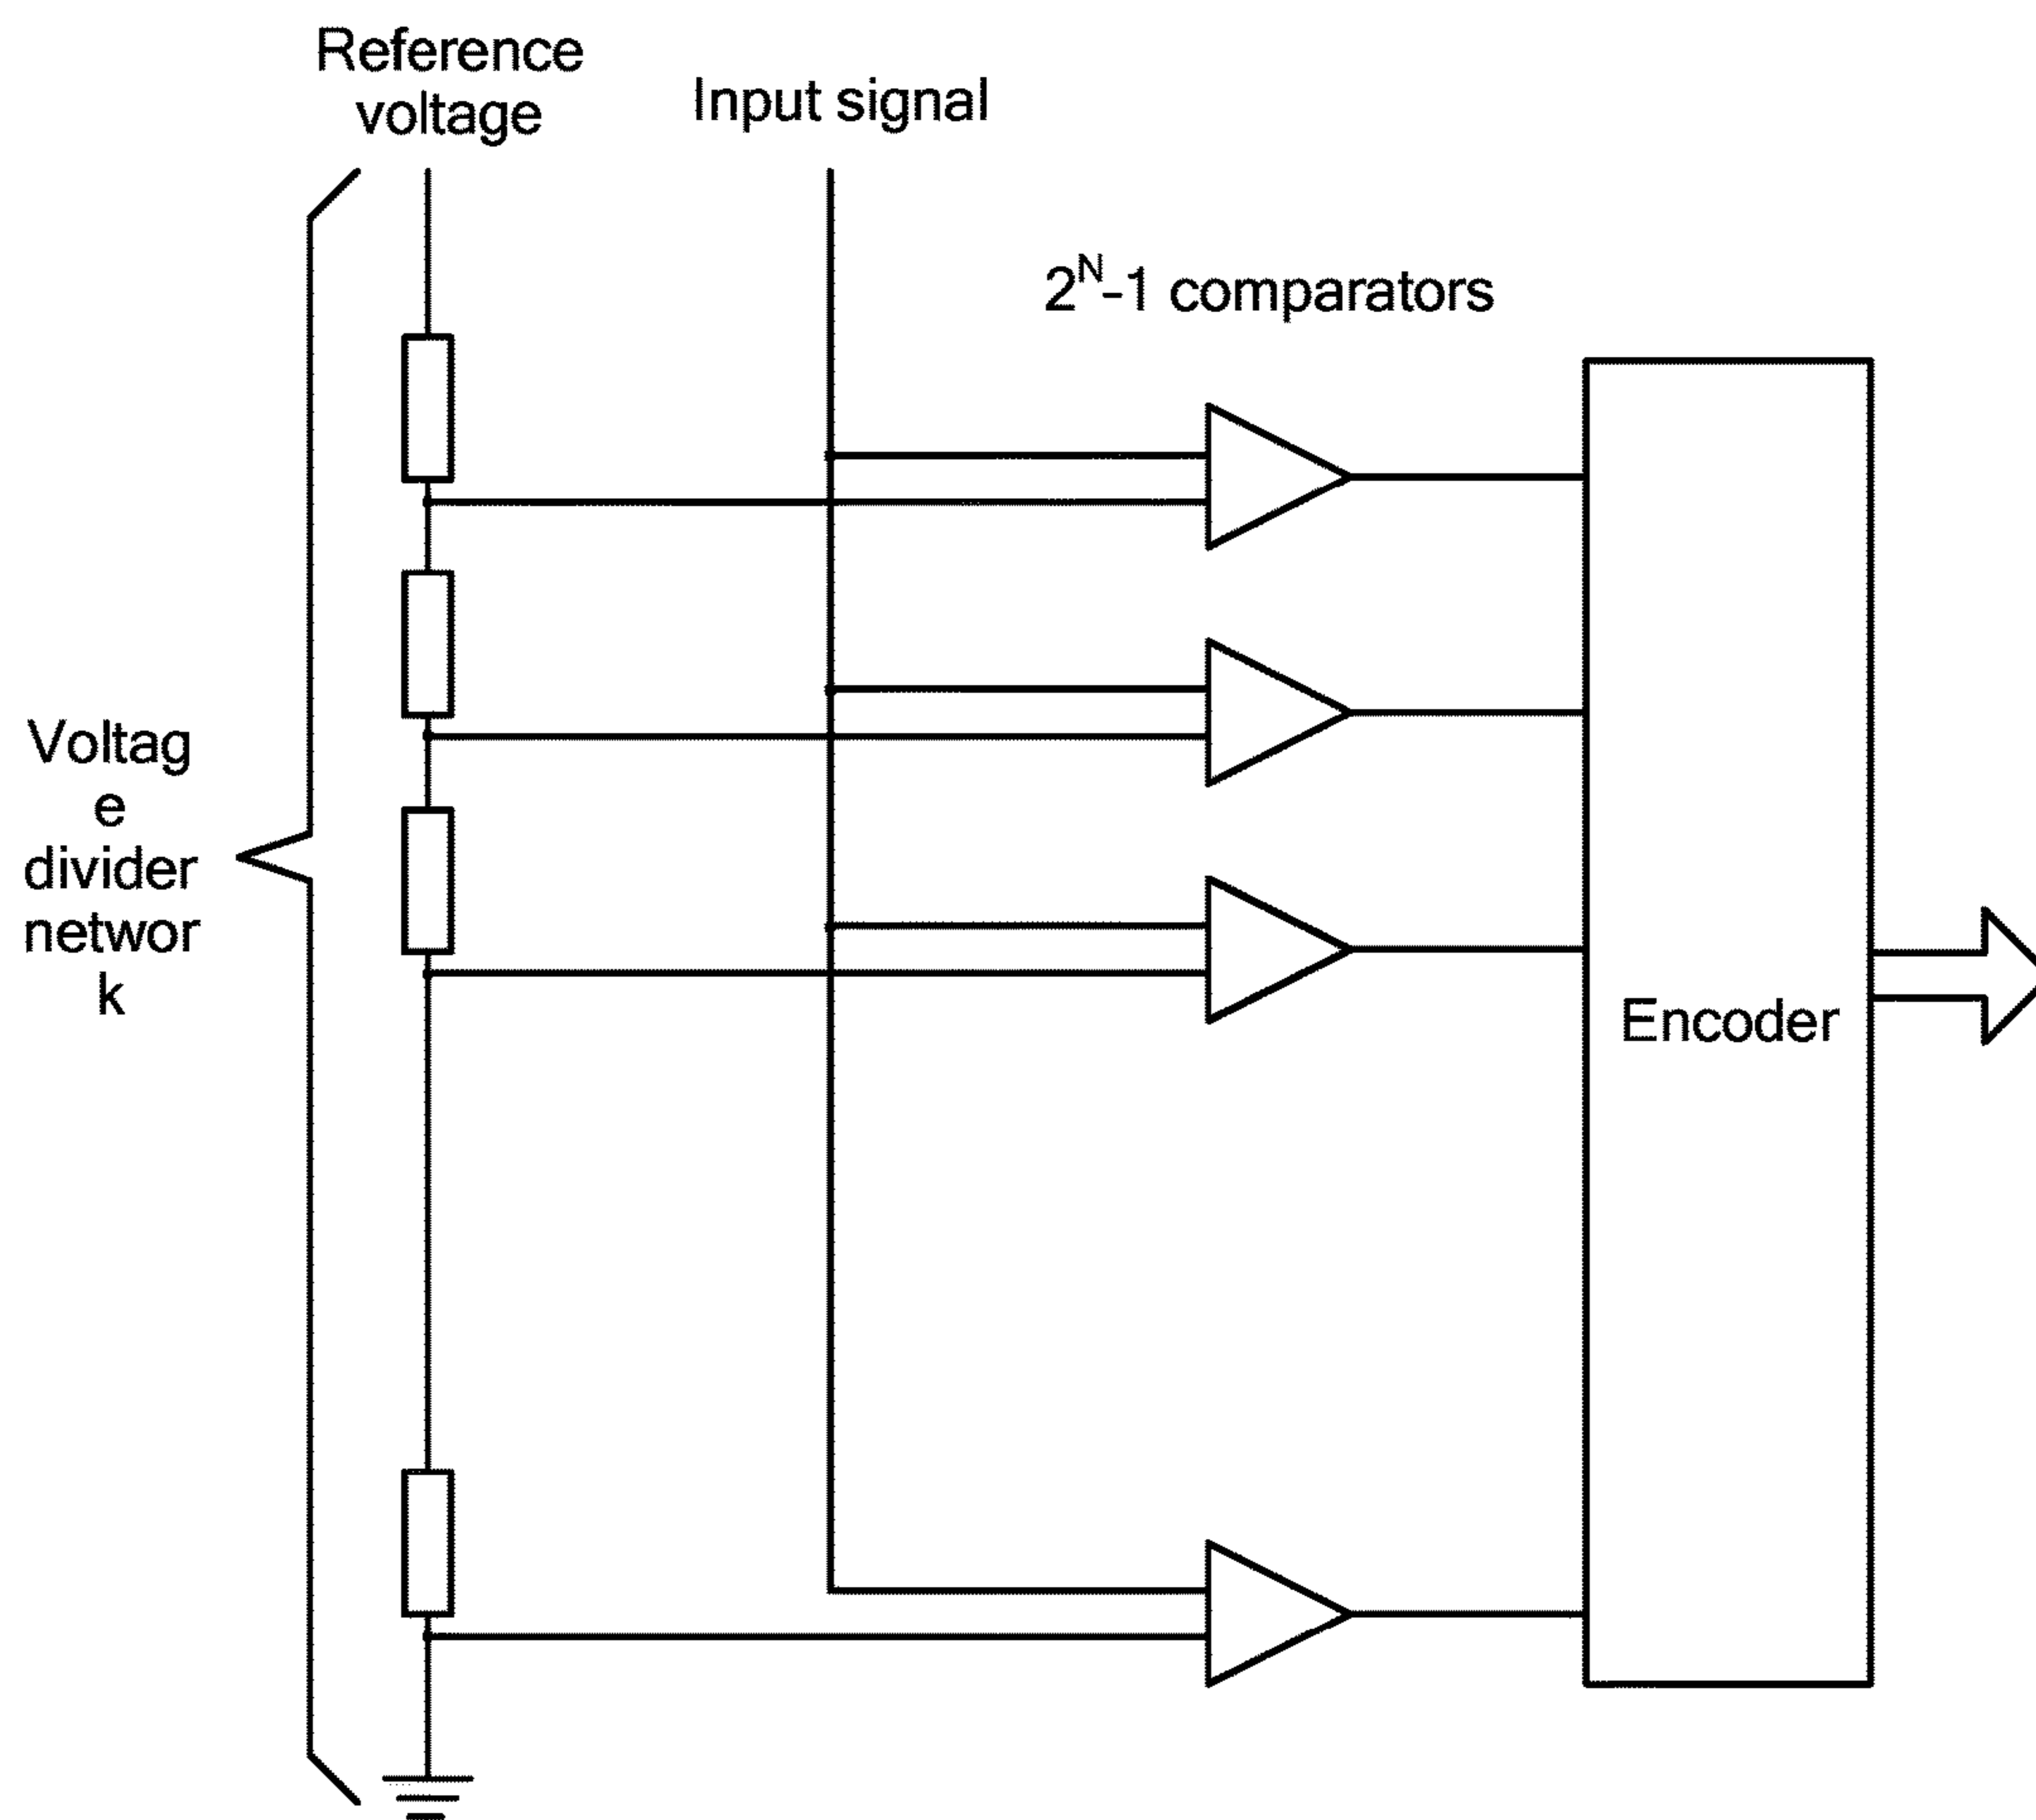 Reference
voltage
Input signal
2ᴺ-1 comparators
Voltag
e
divider
networ
k
Encoder